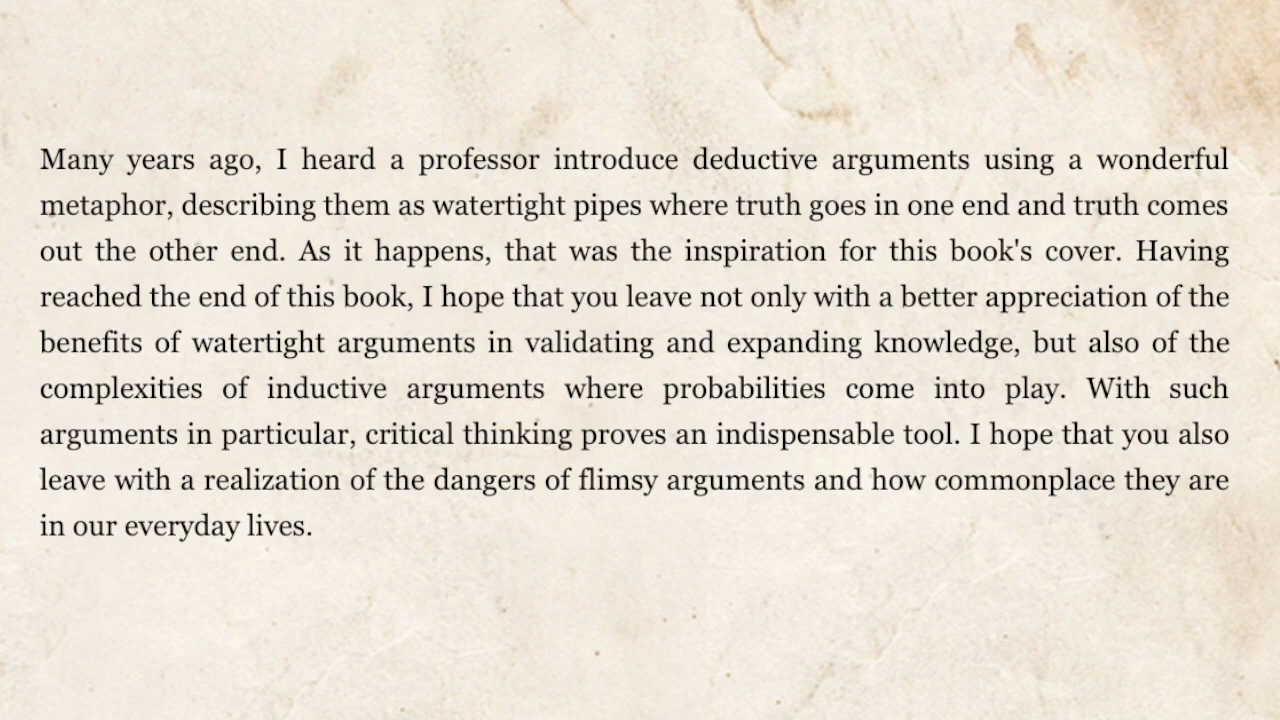 Many years ago, I heard a professor introduce deductive arguments using a wonderful
metaphor, describing them as watertight pipes where truth goes in one end and truth comes
out the other end. As it happens, that was the inspiration for this book's cover. Having
reached the end of this book, I hope that you leave not only with a better appreciation of the
benefits of watertight arguments in validating and expanding knowledge, but also of the
complexities of inductive arguments where probabilities come into play. With such
arguments in particular, critical thinking proves an indispensable tool. I hope that you also
leave with a realization of the dangers of flimsy arguments and how commonplace they are
in our everyday lives.